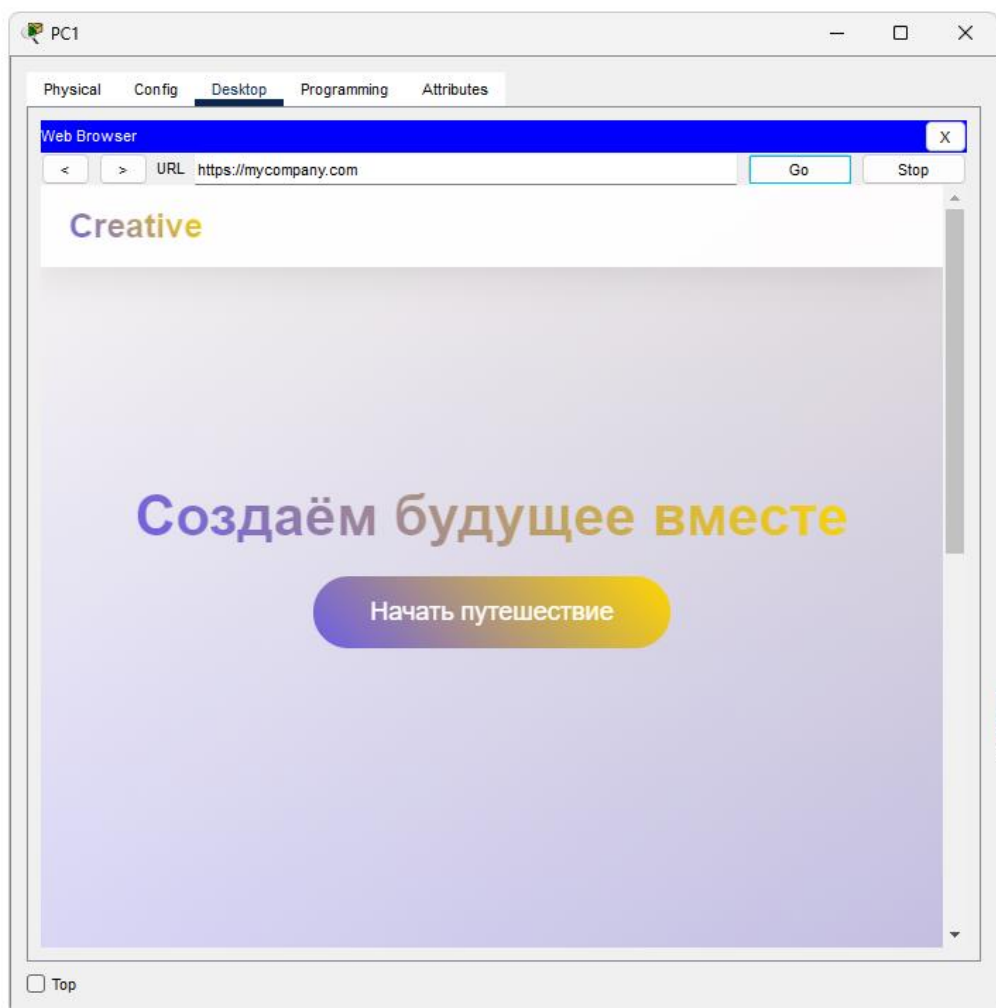 PC1
Physical Config Desktop Programming Attributes
Web Browser X
< > URL https://mycompany.com Go Stop
Creative
Создаём будущее вместе
Начать путешествие
Top